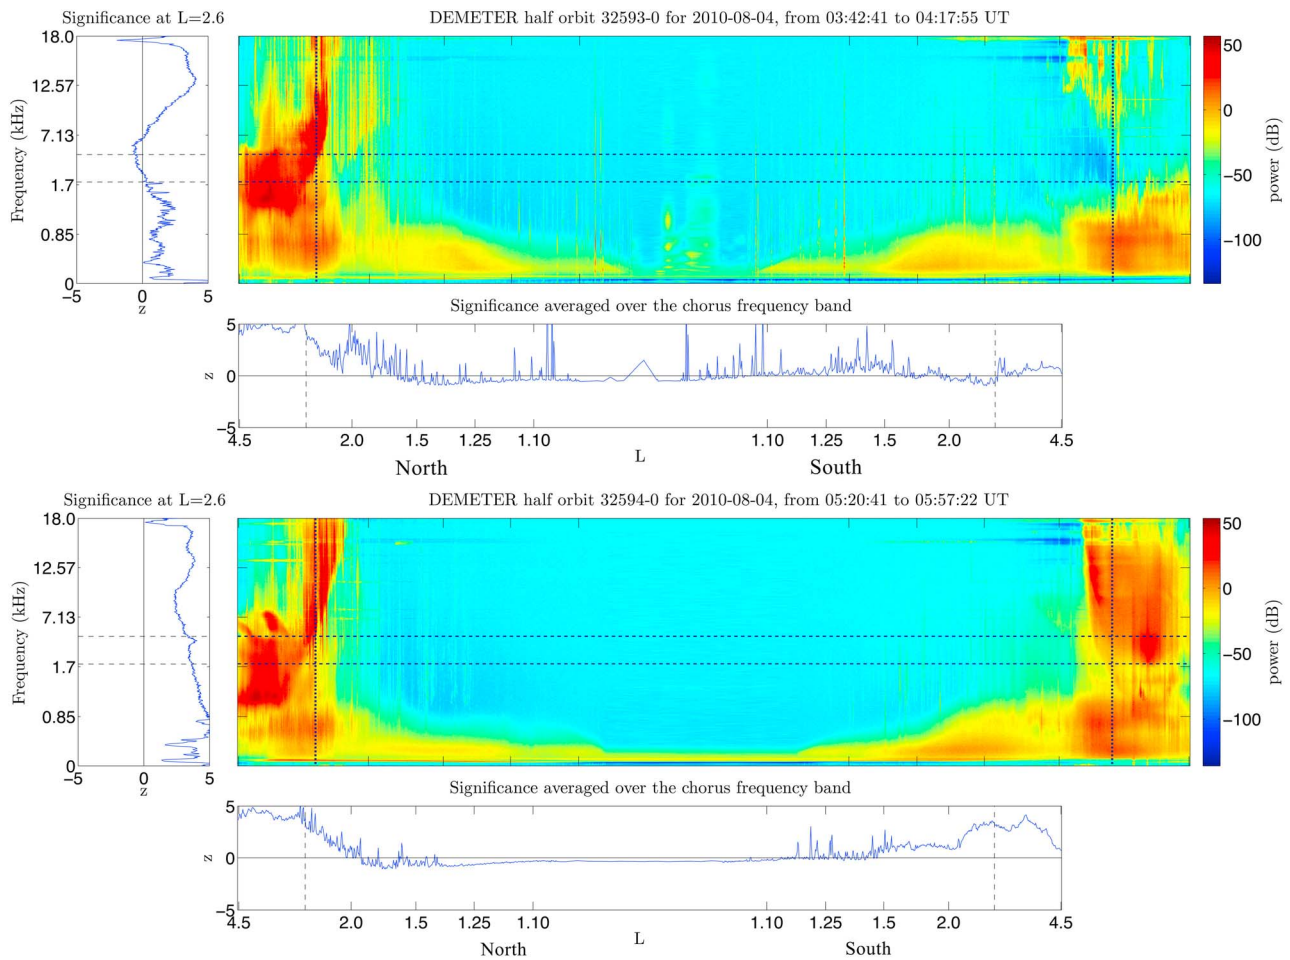 Significance at L=2.6
DEMETER half orbit 32593-0 for 2010-08-04, from 03:42:41 to 04:17:55 UT
Frequency (kHz)
18.0
12.57
7.13
1.7
0.85
0
−5 0 5
z
50
0
−50
−100
power (dB)
Significance averaged over the chorus frequency band
z
5
0
−5
4.5 2.0 1.5 1.25 1.10 1.10 1.25 1.5 2.0 4.5
North L South
Significance at L=2.6
DEMETER half orbit 32594-0 for 2010-08-04, from 05:20:41 to 05:57:22 UT
Frequency (kHz)
18.0
12.57
7.13
1.7
0.85
0
−5 0 5
z
50
0
−50
−100
power (dB)
Significance averaged over the chorus frequency band
z
5
0
−5
4.5 2.0 1.5 1.25 1.10 1.10 1.25 1.5 2.0 4.5
North L South